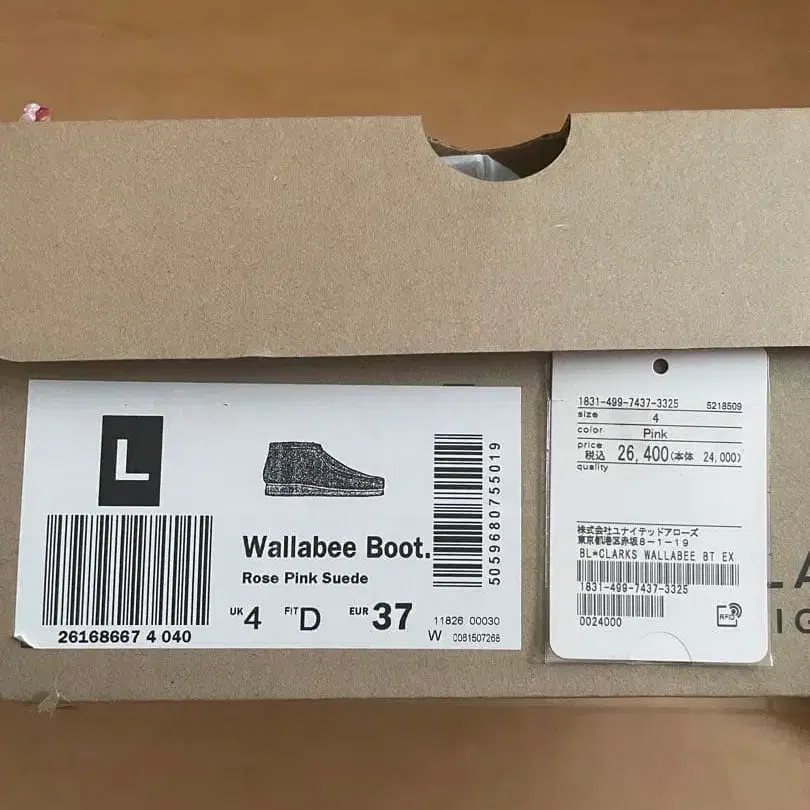 L
Wallabee Boot.
Rose Pink Suede
UK 4 FIT D EUR 37
26168667 4 040
5059680755019
11826 00030
W 0081507268
1831-499-7437-3325 5218509
size 4
color Pink
price
税込 26,400(本体 24,000)
quality
株式会社ユナイテッドアローズ
東京都港区赤坂8-1-19
BL*CLARKS WALLABEE BT EX
1831-499-7437-3325
0024000
RFID
LA
IG